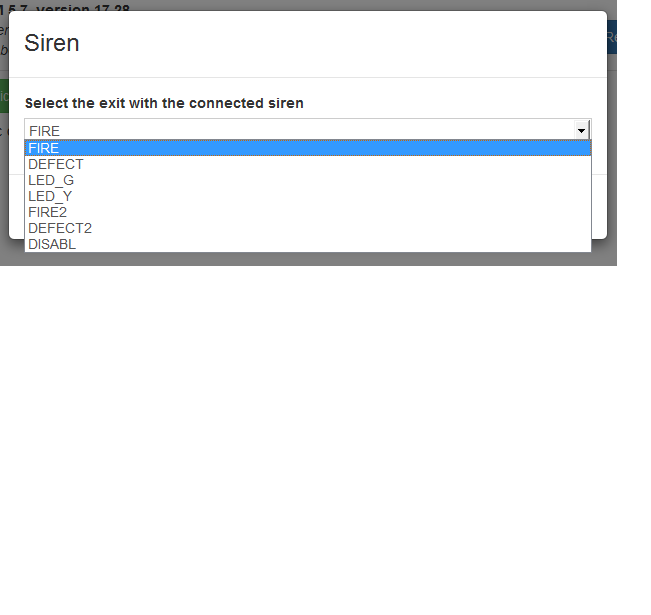 5.7, version 17.28
Siren
Select the exit with the connected siren
FIRE
FIRE
DEFECT
LED_G
LED_Y
FIRE2
DEFECT2
DISABL